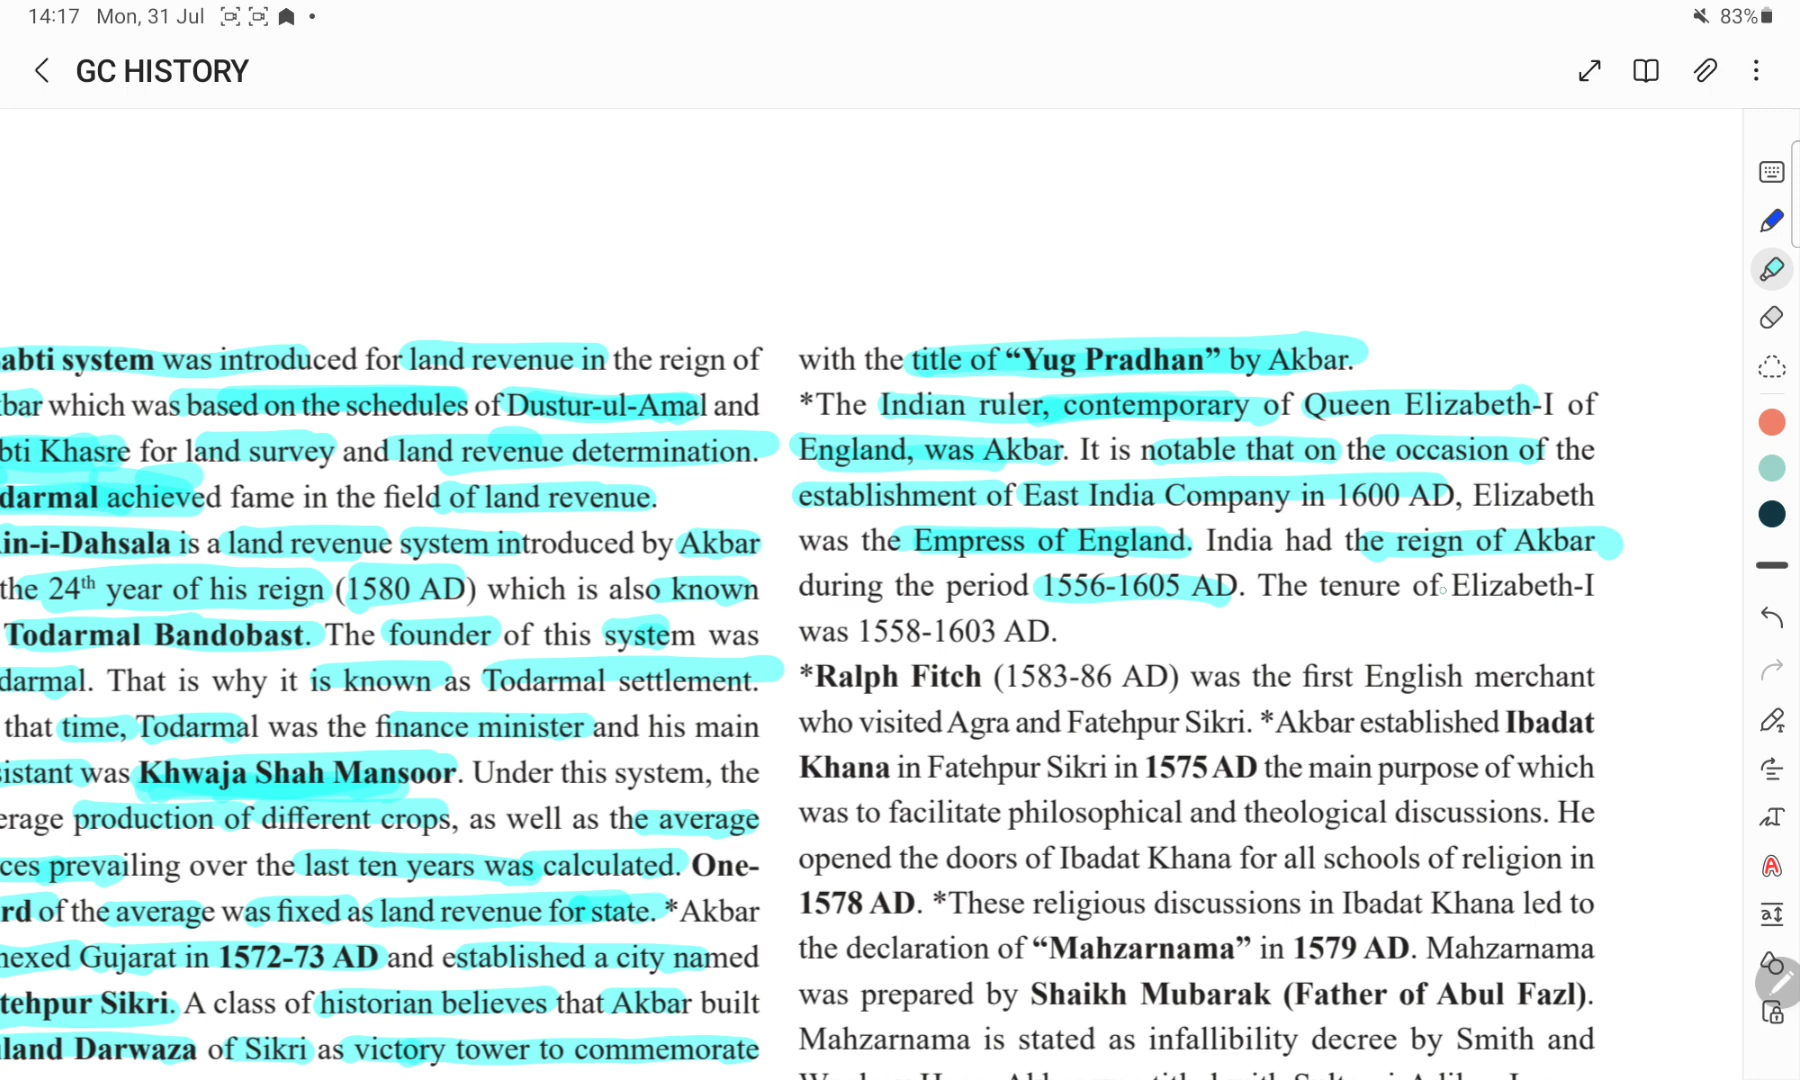 14:17 Mon, 31 Jul
83%
GC HISTORY
abti system was introduced for land revenue in the reign of
bar which was based on the schedules of Dustur-ul-Amal and
bti Khasre for land survey and land revenue determination.
darmal achieved fame in the field of land revenue.
in-i-Dahsala is a land revenue system introduced by Akbar
the 24th year of his reign (1580 AD) which is also known
Todarmal Bandobast. The founder of this system was
darmal. That is why it is known as Todarmal settlement.
that time, Todarmal was the finance minister and his main
istant was Khwaja Shah Mansoor. Under this system, the
erage production of different crops, as well as the average
ces prevailing over the last ten years was calculated. One-
rd of the average was fixed as land revenue for state. *Akbar
nexed Gujarat in 1572-73 AD and established a city named
tehpur Sikri. A class of historian believes that Akbar built
land Darwaza of Sikri as victory tower to commemorate
with the title of “Yug Pradhan” by Akbar.
*The Indian ruler, contemporary of Queen Elizabeth-I of
England, was Akbar. It is notable that on the occasion of the
establishment of East India Company in 1600 AD, Elizabeth
was the Empress of England. India had the reign of Akbar
during the period 1556-1605 AD. The tenure of Elizabeth-I
was 1558-1603 AD.
*Ralph Fitch (1583-86 AD) was the first English merchant
who visited Agra and Fatehpur Sikri. *Akbar established Ibadat
Khana in Fatehpur Sikri in 1575 AD the main purpose of which
was to facilitate philosophical and theological discussions. He
opened the doors of Ibadat Khana for all schools of religion in
1578 AD. *These religious discussions in Ibadat Khana led to
the declaration of “Mahzarnama” in 1579 AD. Mahzarnama
was prepared by Shaikh Mubarak (Father of Abul Fazl).
Mahzarnama is stated as infallibility decree by Smith and